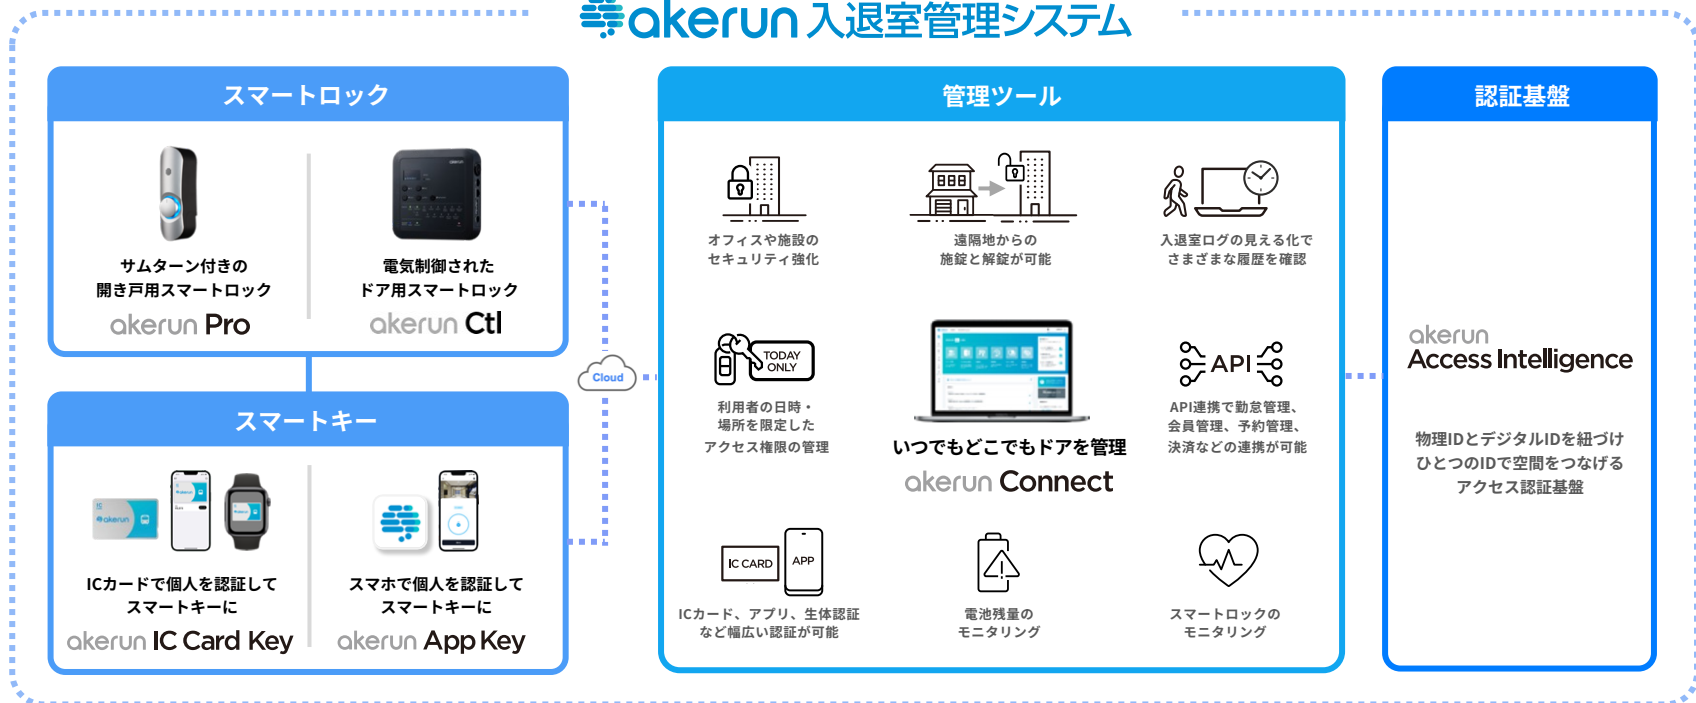 akerun 入退室管理システム
スマートロック
サムターン付きの
開き戸用スマートロック
akerun Pro
電気制御された
ドア用スマートロック
akerun Ctl
スマートキー
akerun
ICカードで個人を認証して
スマートキーに
akerun IC Card Key
スマホで個人を認証して
スマートキーに
akerun App Key
Cloud
管理ツール
オフィスや施設の
セキュリティ強化
遠隔地からの
施錠と解錠が可能
入退室ログの見える化で
さまざまな履歴を確認
TODAY
ONLY
利用者の日時・
場所を限定した
アクセス権限の管理
いつでもどこでもドアを管理
akerun Connect
API
API連携で勤怠管理、
会員管理、予約管理、
決済などの連携が可能
IC CARD
APP
ICカード、アプリ、生体認証
など幅広い認証が可能
電池残量の
モニタリング
スマートロックの
モニタリング
認証基盤
akerun
Access Intelligence
物理IDとデジタルIDを紐づけ
ひとつのIDで空間をつなげる
アクセス認証基盤